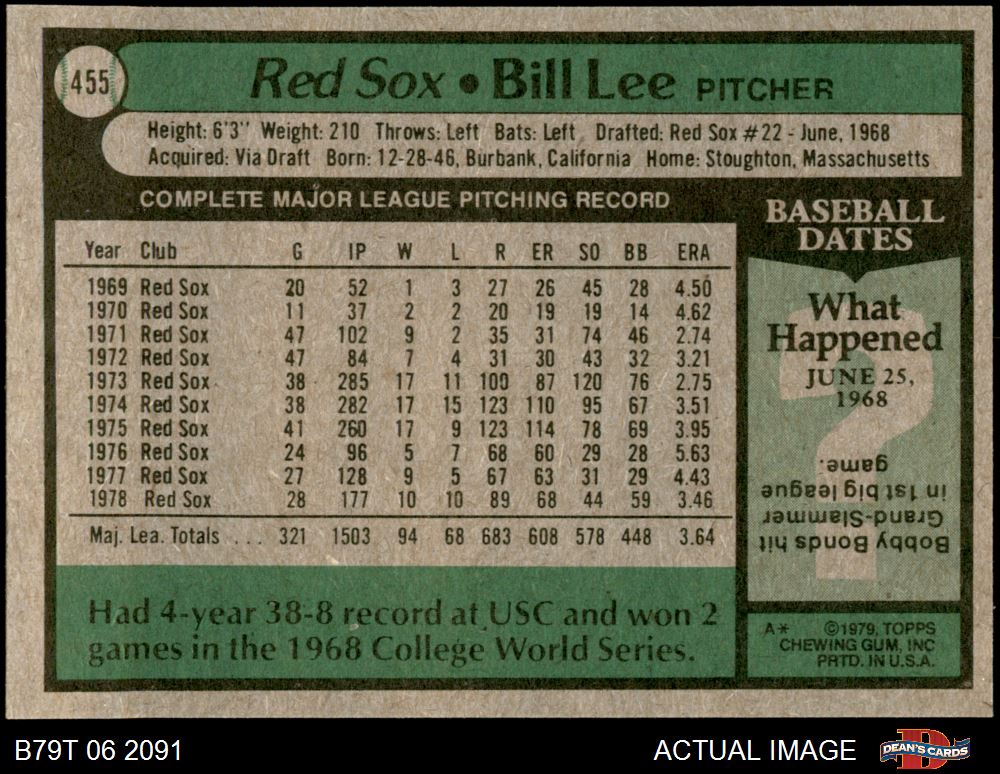 455
Red Sox • Bill Lee PITCHER
Height: 6'3" Weight: 210 Throws: Left Bats: Left Drafted: Red Sox #22 - June, 1968
Acquired: Via Draft Born: 12-28-46, Burbank, California Home: Stoughton, Massachusetts
COMPLETE MAJOR LEAGUE PITCHING RECORD
Year Club G IP W L R ER SO BB ERA
1969 Red Sox 20 52 1 3 27 26 45 28 4.50
1970 Red Sox 11 37 2 2 20 19 19 14 4.62
1971 Red Sox 47 102 9 2 35 31 74 46 2.74
1972 Red Sox 47 84 7 4 31 30 43 32 3.21
1973 Red Sox 38 285 17 11 100 87 120 76 2.75
1974 Red Sox 38 282 17 15 123 110 95 67 3.51
1975 Red Sox 41 260 17 9 123 114 78 69 3.95
1976 Red Sox 24 96 5 7 68 60 29 28 5.63
1977 Red Sox 27 128 9 5 67 63 31 29 4.43
1978 Red Sox 28 177 10 10 89 68 44 59 3.46
Maj. Lea. Totals ... 321 1503 94 68 683 608 578 448 3.64
Had 4-year 38-8 record at USC and won 2
games in the 1968 College World Series.
BASEBALL
DATES
What
Happened
JUNE 25,
1968
?
Bobby Bonds hit
Grand-Slammer
in 1st big league
game.
A* ©1979, TOPPS
CHEWING GUM, INC
PRTD. IN U.S.A.
B79T 06 2091
ACTUAL IMAGE
DEAN'S CARDS